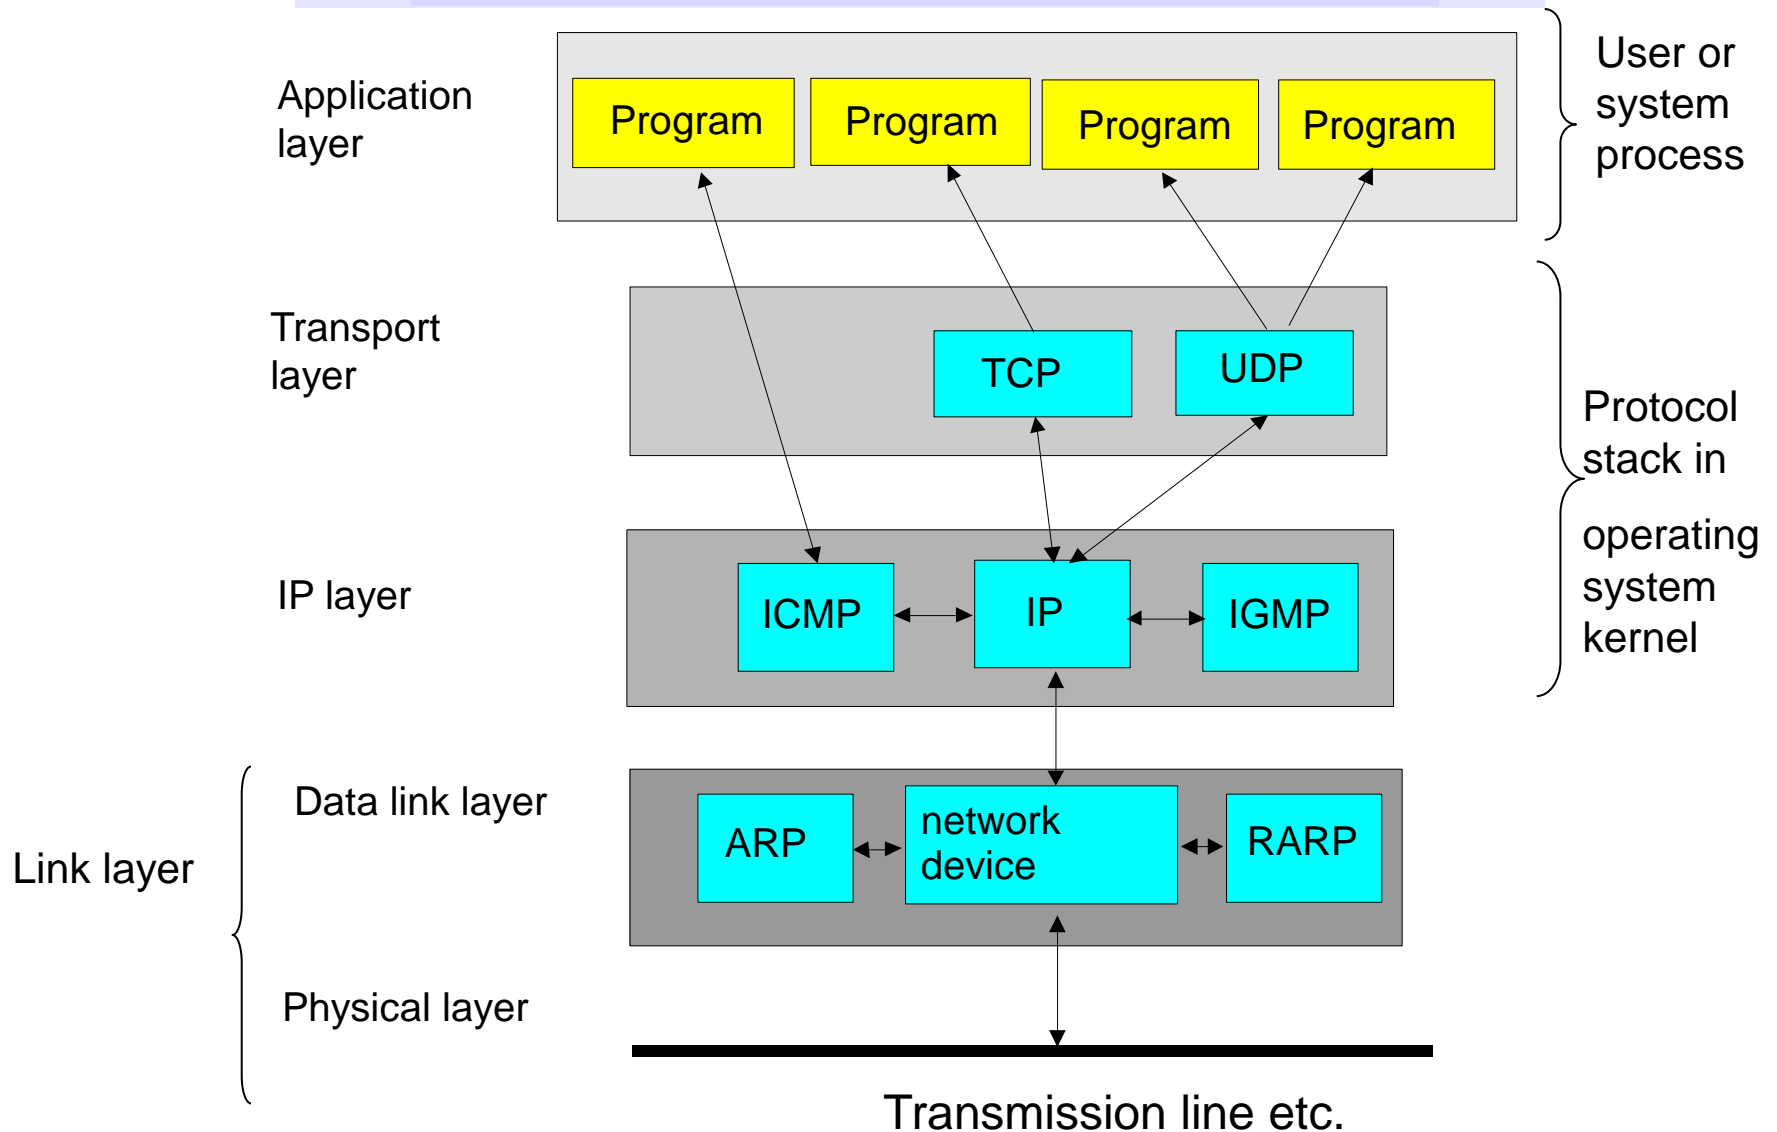 Application
layer
Program
Program
Program
Program
User or
system
process
Transport
layer
TCP
UDP
Protocol
stack in
operating
system
kernel
IP layer
ICMP
IP
IGMP
Link layer
Data link layer
ARP
network
device
RARP
Physical layer
Transmission line etc.